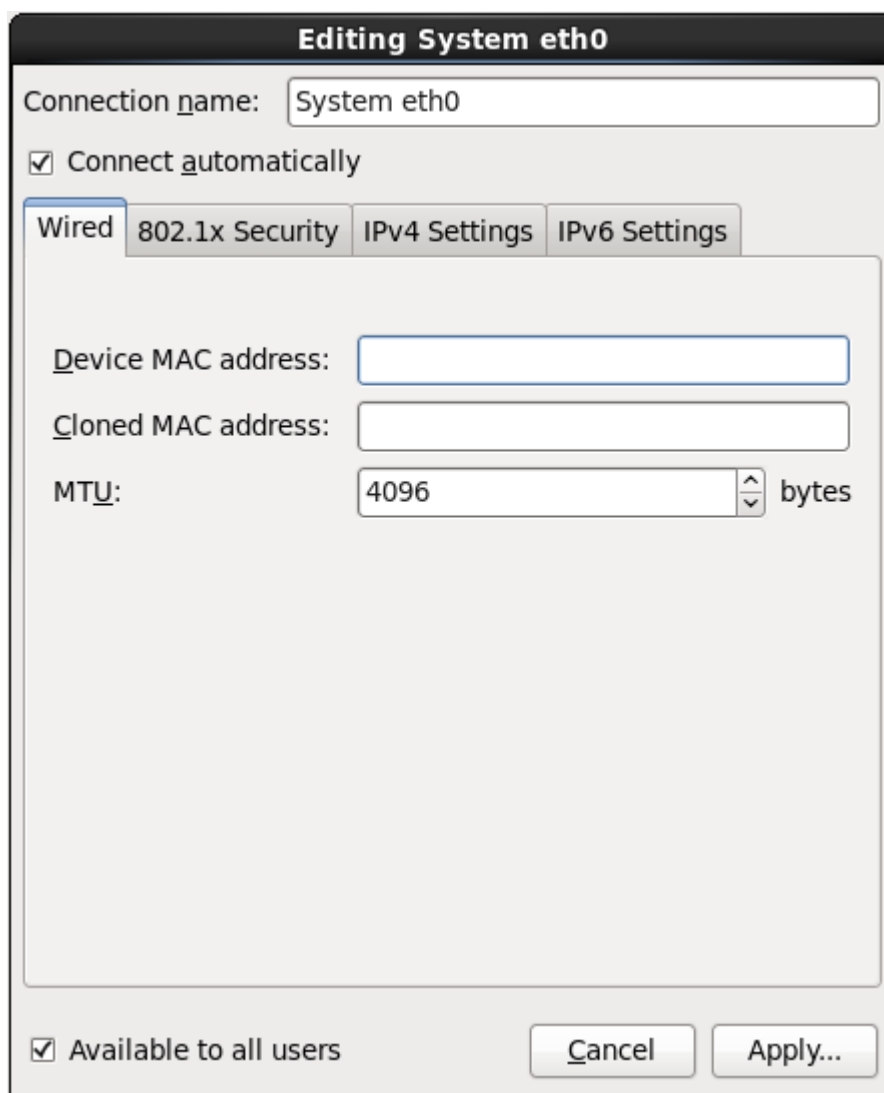 Editing System eth0
Connection name: System eth0
Connect automatically
Wired 802.1x Security IPv4 Settings IPv6 Settings
Device MAC address:
Cloned MAC address:
MTU: 4096 bytes
Available to all users Cancel Apply...